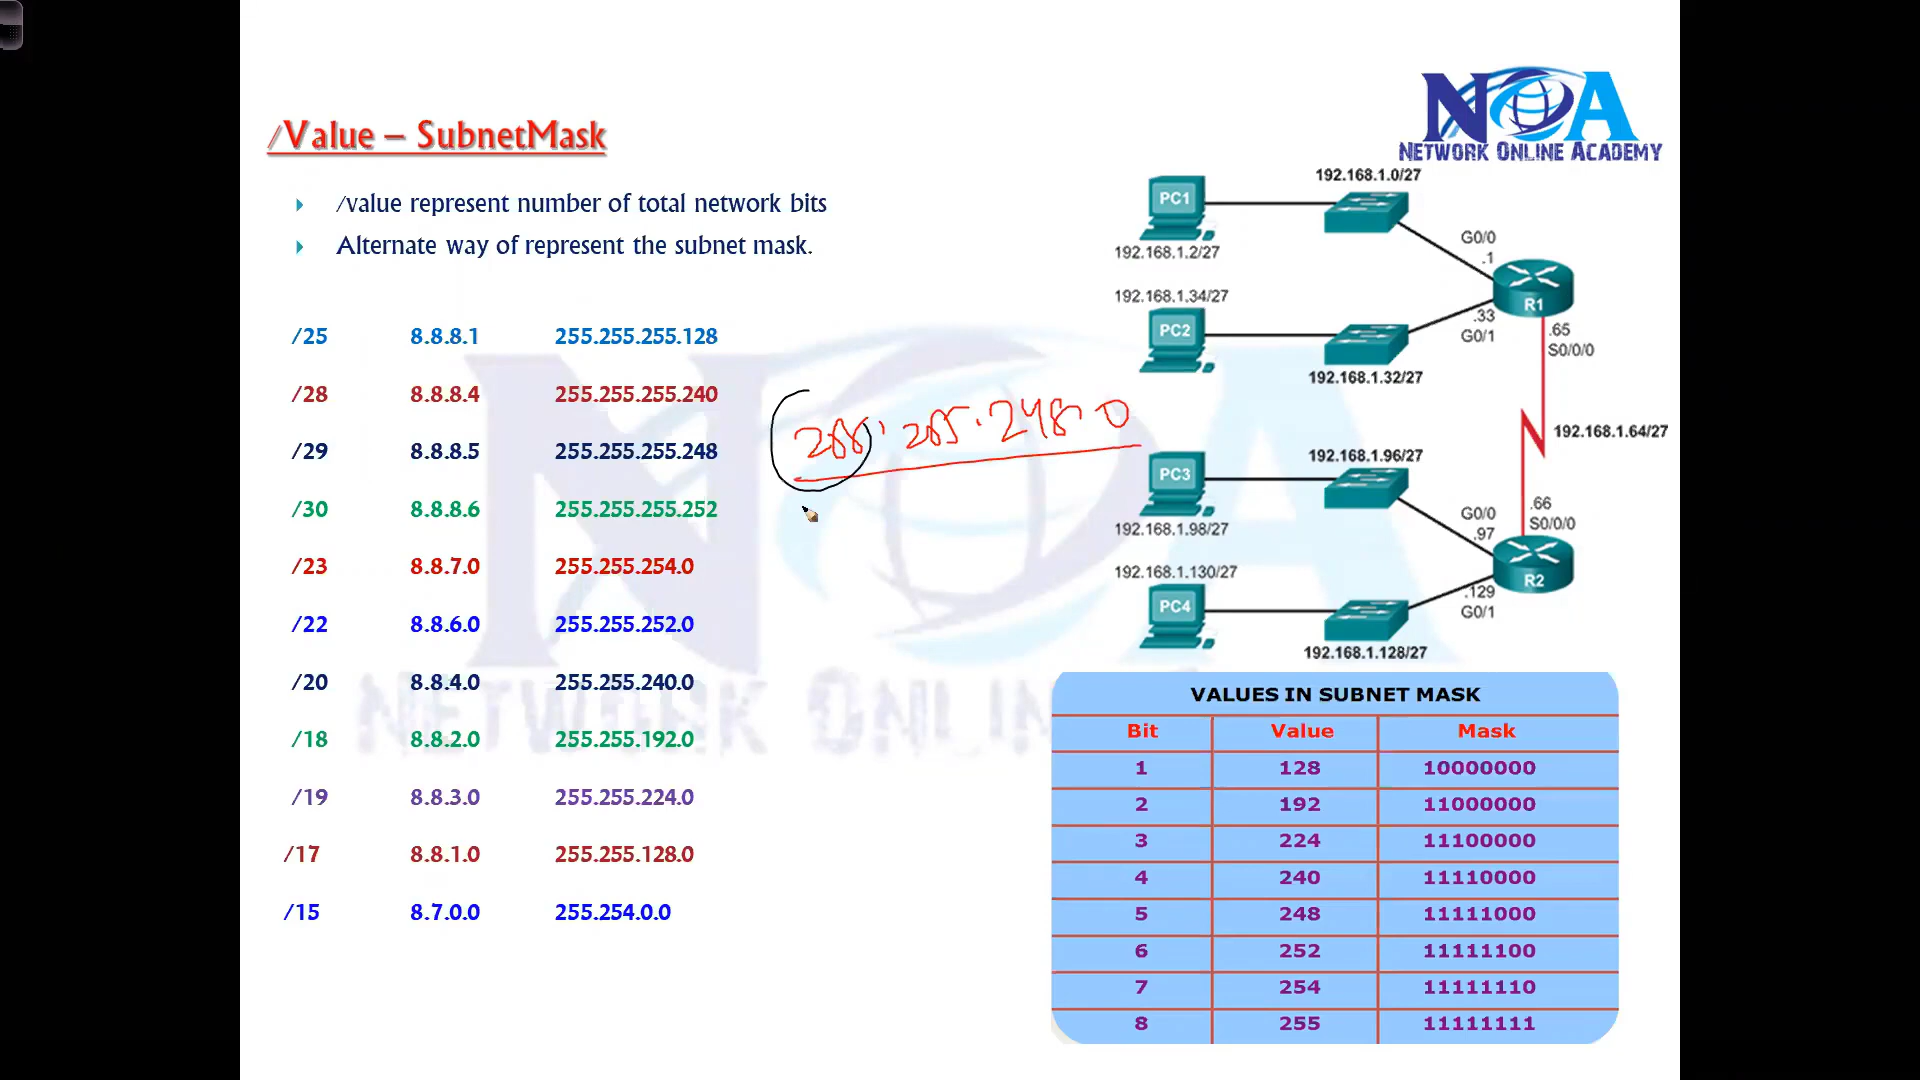 NOA
NETWORK ONLINE ACADEMY
/Value – SubnetMask
/value represent number of total network bits
Alternate way of represent the subnet mask.
/25 8.8.8.1 255.255.255.128
/28 8.8.8.4 255.255.255.240
/29 8.8.8.5 255.255.255.248
/30 8.8.8.6 255.255.255.252
/23 8.8.7.0 255.255.254.0
/22 8.8.6.0 255.255.252.0
/20 8.8.4.0 255.255.240.0
/18 8.8.2.0 255.255.192.0
/19 8.8.3.0 255.255.224.0
/17 8.8.1.0 255.255.128.0
/15 8.7.0.0 255.254.0.0
255.255.248.0
192.168.1.0/27
PC1
192.168.1.2/27
G0/0
.1
R1
192.168.1.34/27
PC2
.33
G0/1
192.168.1.32/27
.65
S0/0/0
192.168.1.64/27
192.168.1.96/27
PC3
192.168.1.98/27
G0/0
.97
.66
S0/0/0
R2
192.168.1.130/27
PC4
.129
G0/1
192.168.1.128/27
VALUES IN SUBNET MASK
Bit Value Mask
1 128 10000000
2 192 11000000
3 224 11100000
4 240 11110000
5 248 11111000
6 252 11111100
7 254 11111110
8 255 11111111
NETWORK ONLIN